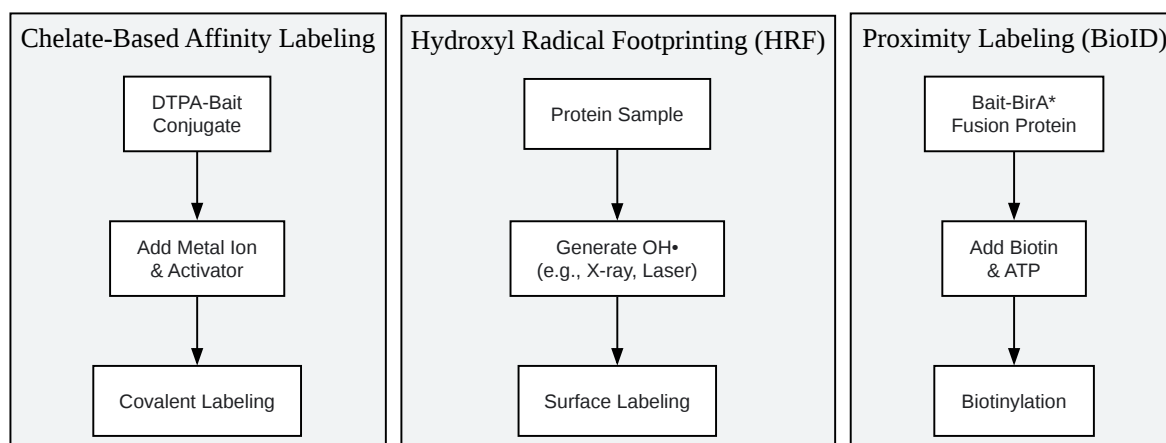 Chelate-Based Affinity Labeling
DTPA-Bait
Conjugate
Add Metal Ion
& Activator
Covalent Labeling
Hydroxyl Radical Footprinting (HRF)
Protein Sample
Generate OH•
(e.g., X-ray, Laser)
Surface Labeling
Proximity Labeling (BioID)
Bait-BirA*
Fusion Protein
Add Biotin
& ATP
Biotinylation